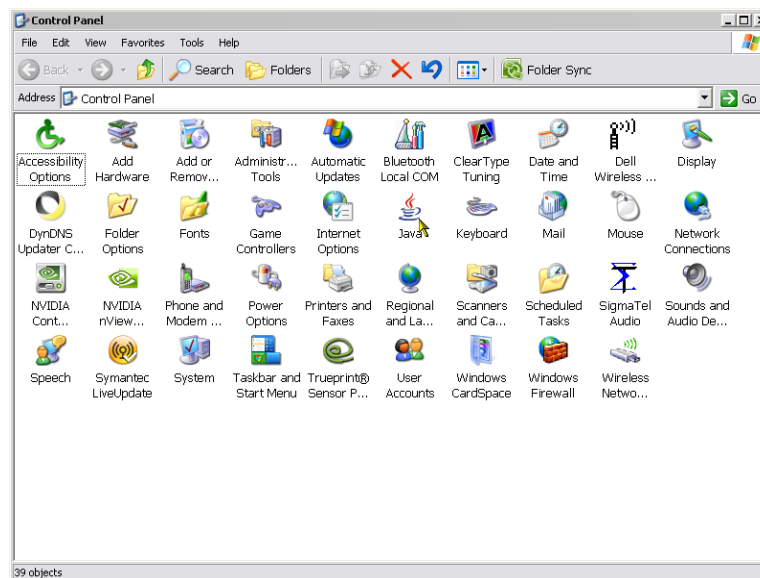 Control Panel
File Edit View Favorites Tools Help
Back Search Folders Folder Sync
Address Control Panel Go
Accessibility Options
Add Hardware
Add or Remov...
Administr... Tools
Automatic Updates
Bluetooth Local COM
ClearType Tuning
Date and Time
Dell Wireless ...
Display
DynDNS Updater C...
Folder Options
Fonts
Game Controllers
Internet Options
Java
Keyboard
Mail
Mouse
Network Connections
NVIDIA Cont...
NVIDIA nView...
Phone and Modem ...
Power Options
Printers and Faxes
Regional and La...
Scanners and Ca...
Scheduled Tasks
SigmaTel Audio
Sounds and Audio De...
Speech
Symantec LiveUpdate
System
Taskbar and Start Menu
Trueprint® Sensor P...
User Accounts
Windows CardSpace
Windows Firewall
Wireless Netwo...
39 objects